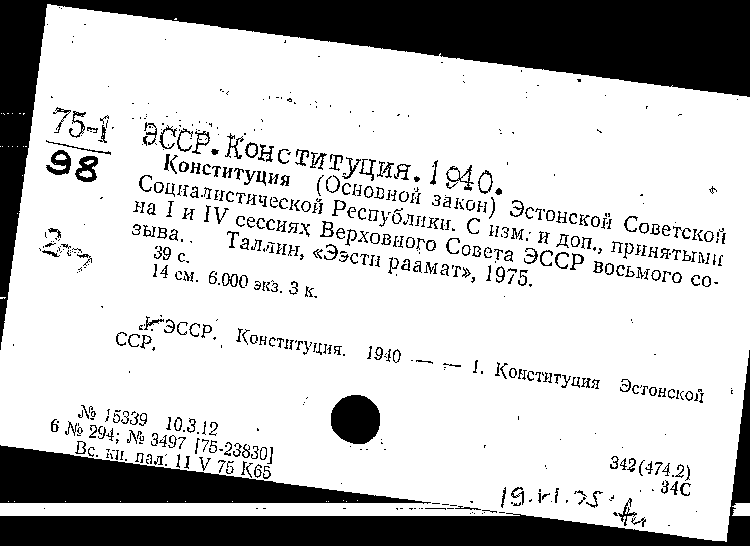 75-1
98
ЭССР. Конституция. 1940.
Конституция (Основной закон) Эстонской Советской
Социалистической Республики. С изм. и доп., принятыми
на I и IV сессиях Верховного Совета ЭССР восьмого со-
зыва. Таллин, «Ээсти раамат», 1975.
39 с.
14 см. 6.000 экз. 3 к.
ЭССР. Конституция. 1940 — — 1. Конституция Эстонской
ССР.
№ 15339 10.3.12
6 № 294; № 3497 [75-23830]
Вс. кн. пал. 11 V 75 К65
342(474.2)
34С
19.VI.75